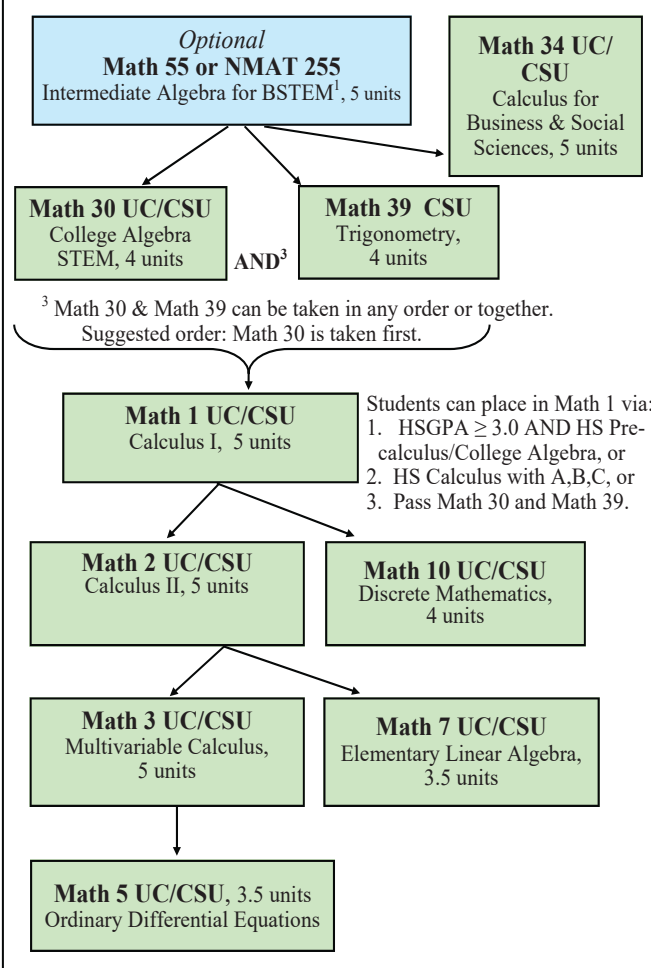 Optional
Math 55 or NMAT 255
Intermediate Algebra for BSTEM¹, 5 units
Math 34 UC/
CSU
Calculus for
Business & Social
Sciences, 5 units
Math 30 UC/CSU
College Algebra
STEM, 4 units
AND³
Math 39 CSU
Trigonometry,
4 units
³ Math 30 & Math 39 can be taken in any order or together.
Suggested order: Math 30 is taken first.
Math 1 UC/CSU
Calculus I, 5 units
Students can place in Math 1 via:
1. HSGPA ≥ 3.0 AND HS Pre-
calculus/College Algebra, or
2. HS Calculus with A,B,C, or
3. Pass Math 30 and Math 39.
Math 2 UC/CSU
Calculus II, 5 units
Math 10 UC/CSU
Discrete Mathematics,
4 units
Math 3 UC/CSU
Multivariable Calculus,
5 units
Math 7 UC/CSU
Elementary Linear Algebra,
3.5 units
Math 5 UC/CSU, 3.5 units
Ordinary Differential Equations